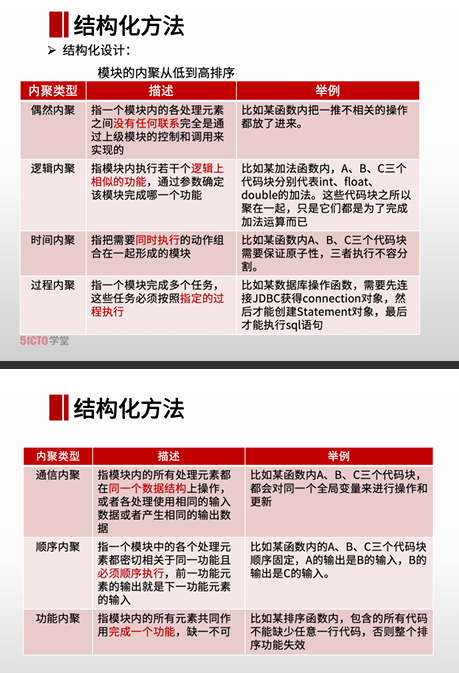 结构化方法
➢ 结构化设计：
模块的内聚从低到高排序
内聚类型 描述 举例
偶然内聚 指一个模块内的各处理元素 比如某函数内把一推不相关的操作
之间没有任何联系完全是通 都放了进来。
过上级模块的控制和调用来
实现的
逻辑内聚 指模块内执行若干个逻辑上 比如某加法函数内，A、B、C三个
相似的功能，通过参数确定 代码块分别代表int、float、
该模块完成哪一个功能 double的加法。这些代码块之所以
聚在一起，只是它们都是为了完成
加法运算而已
时间内聚 指把需要同时执行的动作组 比如某函数内A、B、C三个代码块
合在一起形成的模块 需要保证原子性，三者执行不容分
割。
过程内聚 指一个模块完成多个任务， 比如某数据库操作函数，需要先连
这些任务必须按照指定的过 接JDBC获得connection对象，然
程执行 后才能创建Statement对象，最后
才能执行sql语句
51CTO学堂
结构化方法
内聚类型 描述 举例
通信内聚 指模块内的所有处理元素都 比如某函数内A、B、C三个代码块，
在同一个数据结构上操作， 都会对同一个全局变量来进行操作和
或者各处理使用相同的输入 更新
数据或者产生相同的输出数
据
顺序内聚 指一个模块中的各个处理元 比如某函数内的A、B、C三个代码块
素都密切相关于同一功能且 顺序固定，A的输出是B的输入，B的
必须顺序执行，前一功能元 输出是C的输入。
素的输出就是下一功能元素
的输入
功能内聚 指模块内的所有元素共同作 比如某排序函数内，包含的所有代码
用完成一个功能，缺一不可 不能缺少任意一行代码，否则整个排
序功能失效